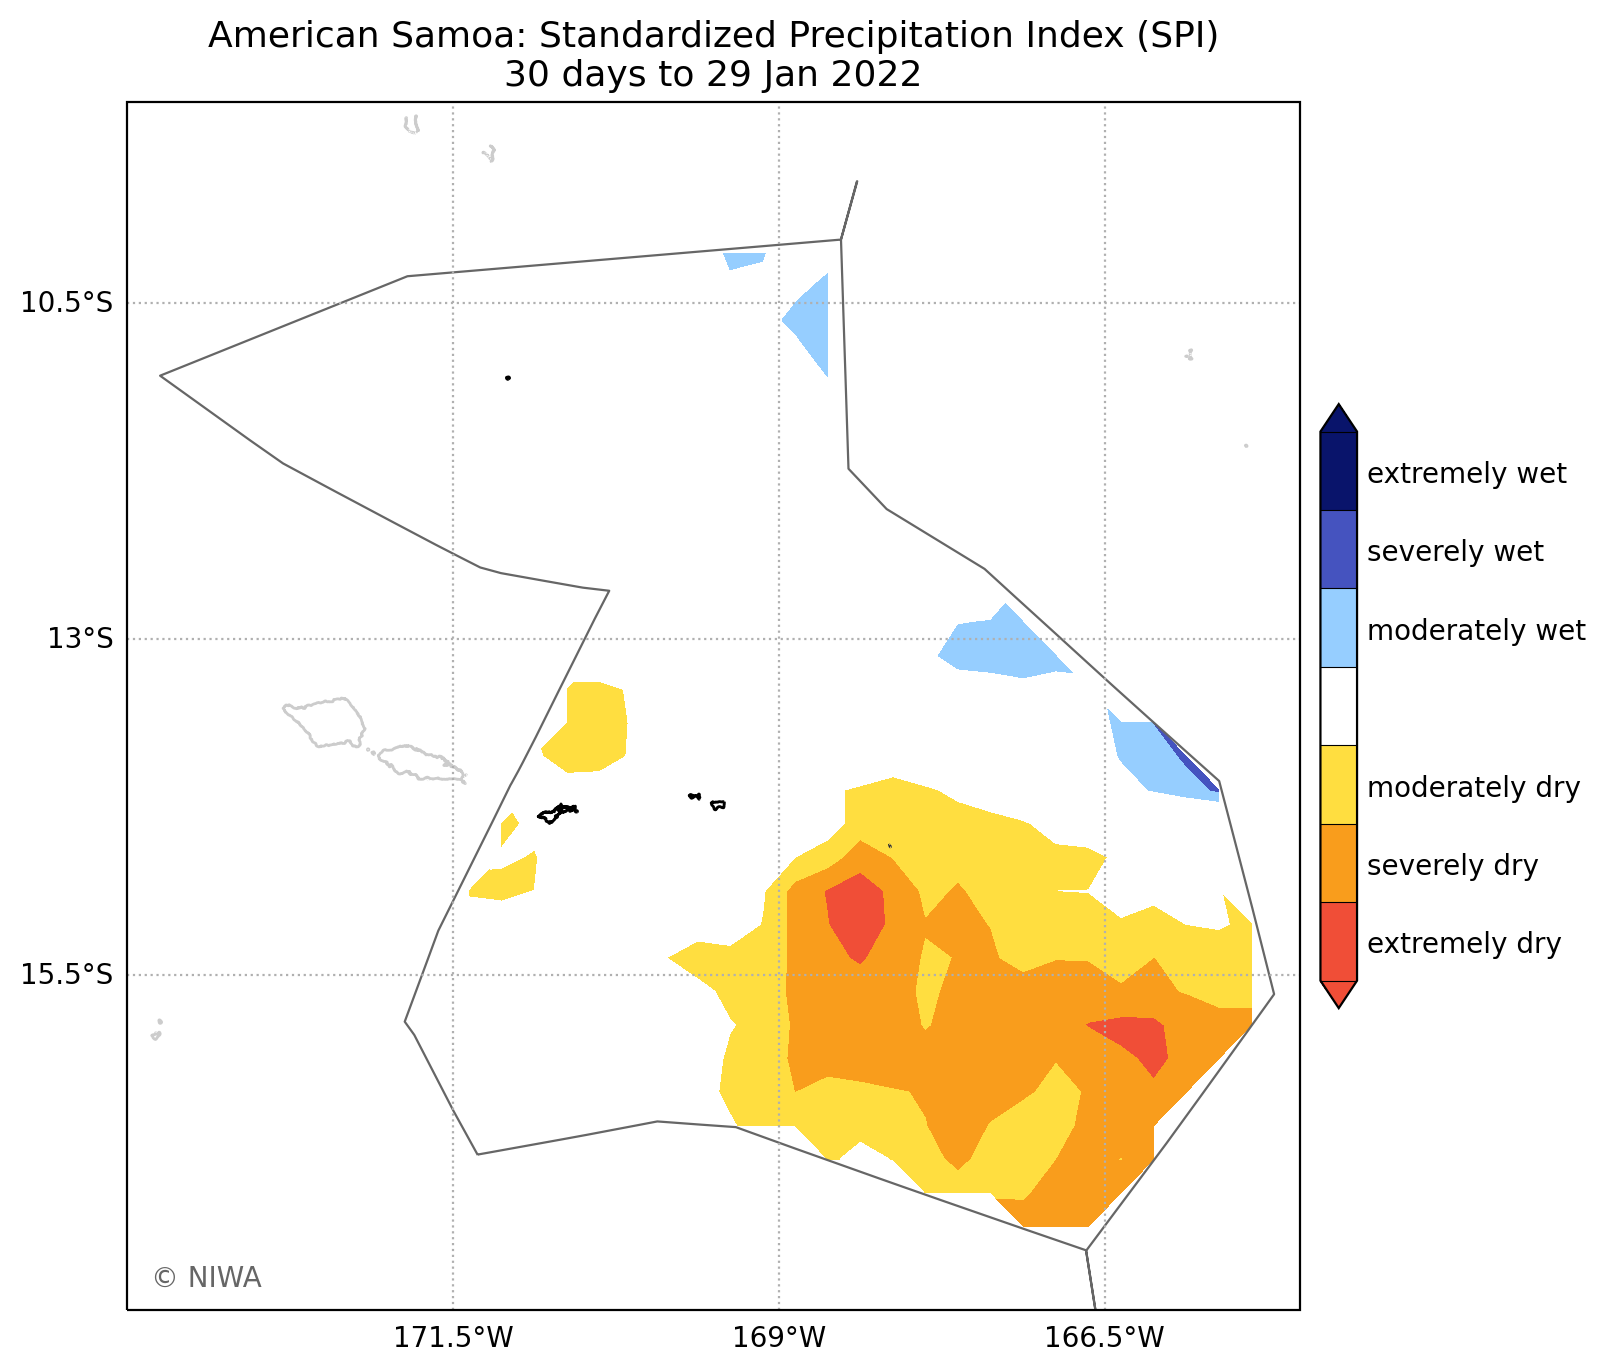 American Samoa: Standardized Precipitation Index (SPI)
30 days to 29 Jan 2022
10.5°S
13°S
15.5°S
171.5°W
169°W
166.5°W
extremely wet
severely wet
moderately wet
moderately dry
severely dry
extremely dry
© NIWA